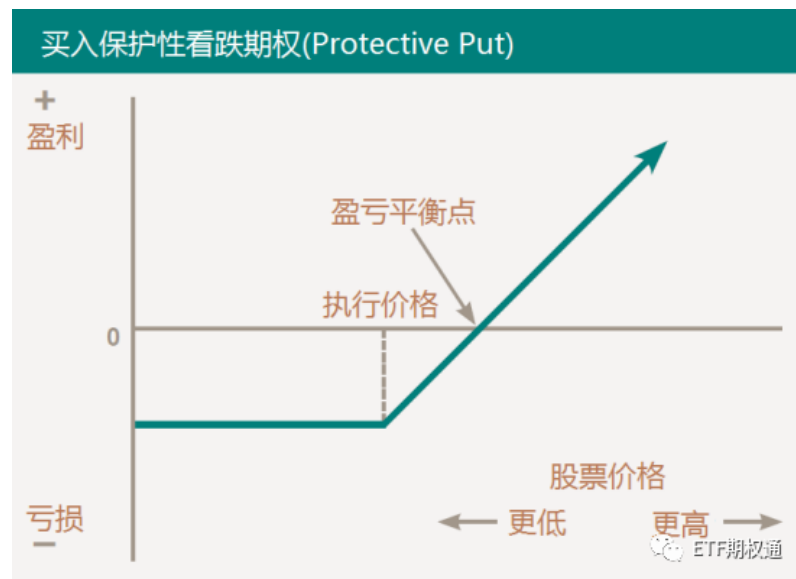 买入保护性看跌期权(Protective Put)
+
盈利
盈亏平衡点
执行价格
0
股票价格
更低
更高
亏损
−
ETF期权通